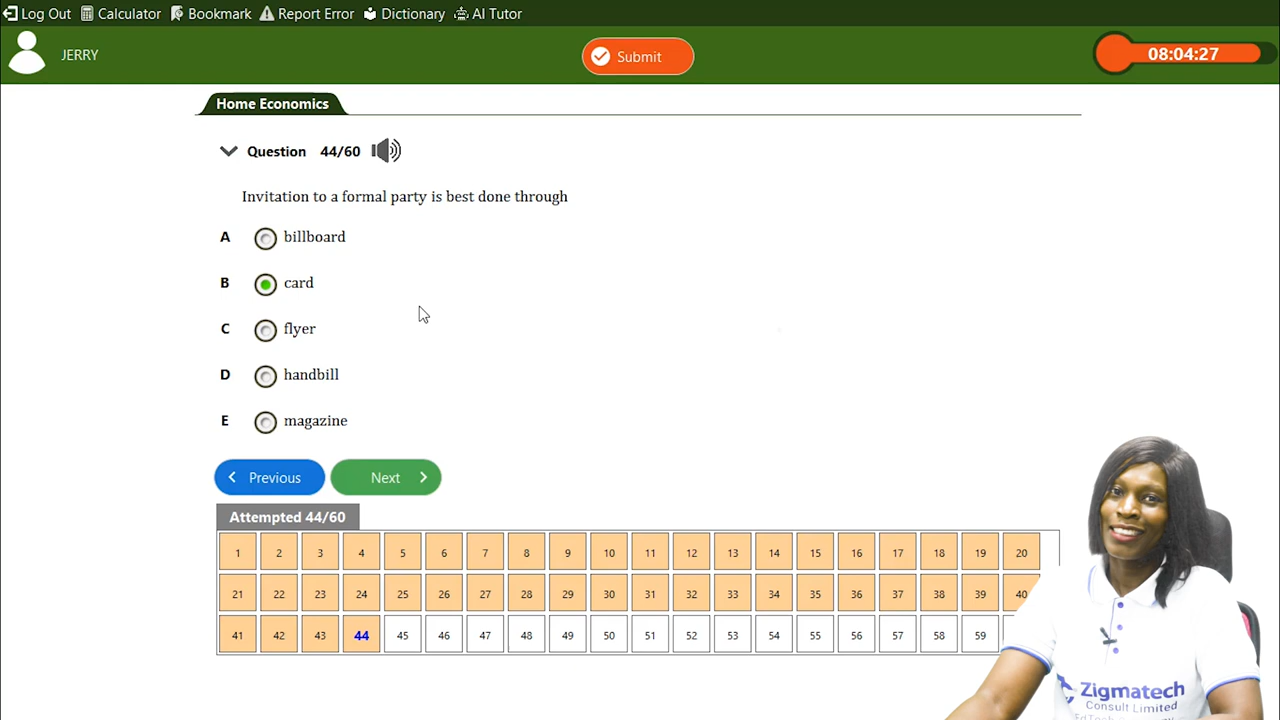 Log Out Calculator Bookmark Report Error Dictionary AI Tutor
JERRY Submit 08:04:27
Home Economics
Question 44/60
Invitation to a formal party is best done through
A billboard
B card
C flyer
D handbill
E magazine
Previous Next
Attempted 44/60
1 2 3 4 5 6 7 8 9 10 11 12 13 14 15 16 17 18 19 20
21 22 23 24 25 26 27 28 29 30 31 32 33 34 35 36 37 38 39 40
41 42 43 44 45 46 47 48 49 50 51 52 53 54 55 56 57 58 59
Zigmatech
Consult Limited